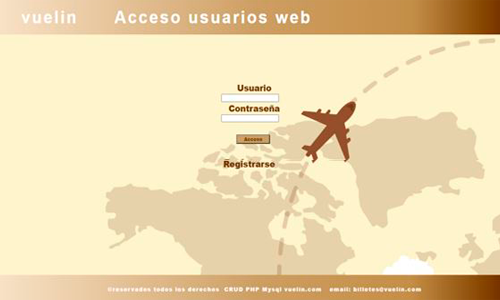 vuelin Acceso usuarios web
Usuario
Contraseña
Acceso
Registrarse
©reservados todos los derechos CRUD PHP Mysql vuelin.com email: billetes@vuelin.com